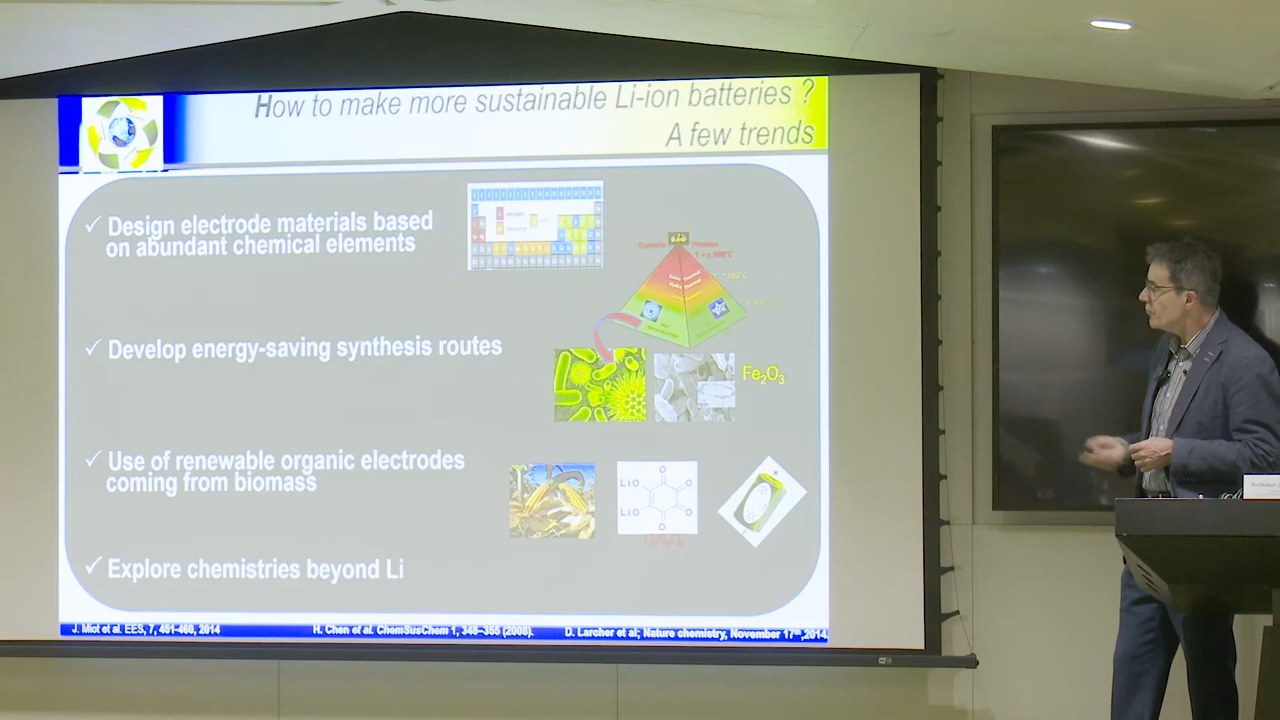 How to make more sustainable Li-ion batteries ?
A few trends
✓ Design electrode materials based
on abundant chemical elements
✓ Develop energy-saving synthesis routes
Fe₂O₃
✓ Use of renewable organic electrodes
coming from biomass
LiO
O
O
LiO
O
O
✓ Explore chemistries beyond Li
J. Miot et al. EES, 7, 451-460, 2014
H. Chen et al. ChemSusChem 1, 348–355 (2008).
D. Larcher et al; Nature chemistry, November 17th, 2014.
Professor J